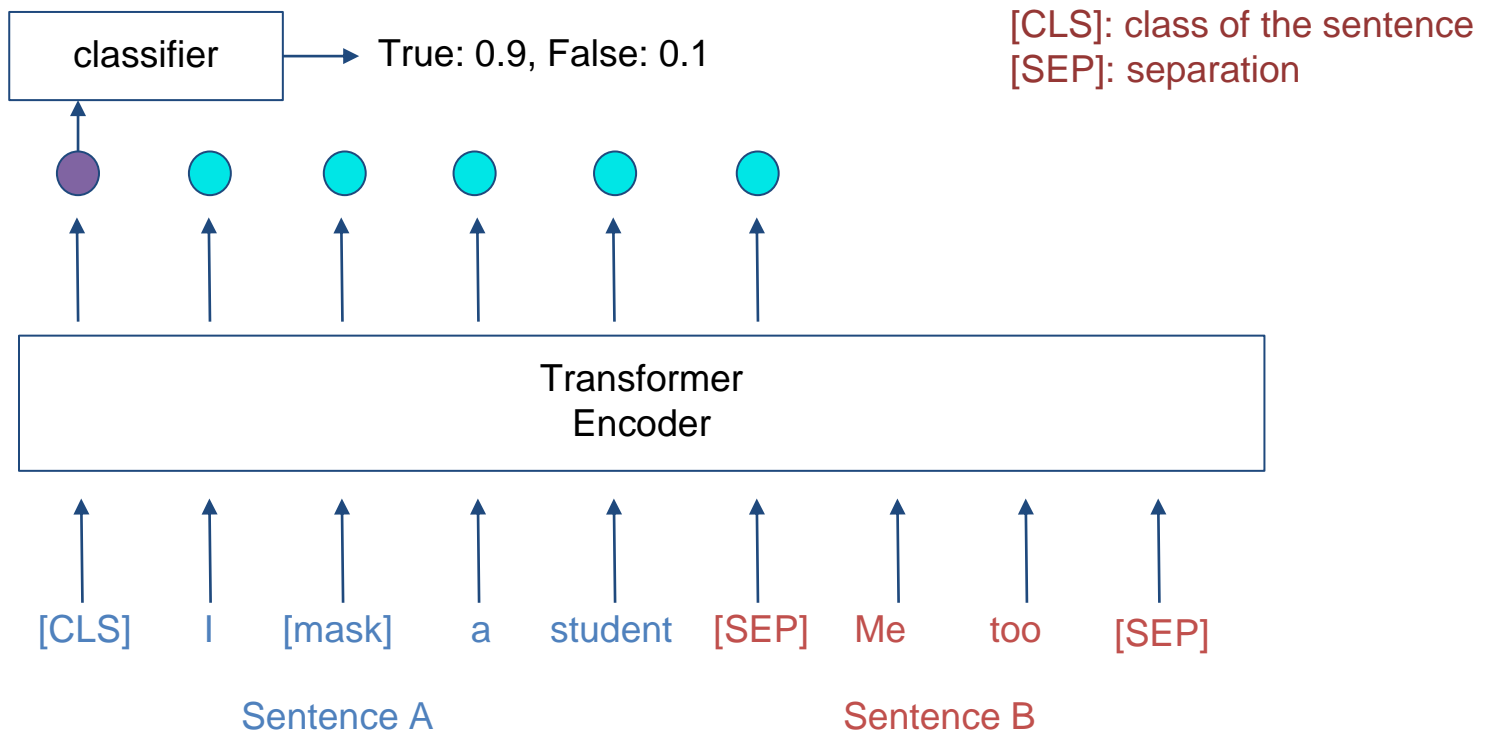 classifier
True: 0.9, False: 0.1
[CLS]: class of the sentence
[SEP]: separation
Transformer
Encoder
[CLS] I [mask] a student [SEP] Me too [SEP]
Sentence A Sentence B